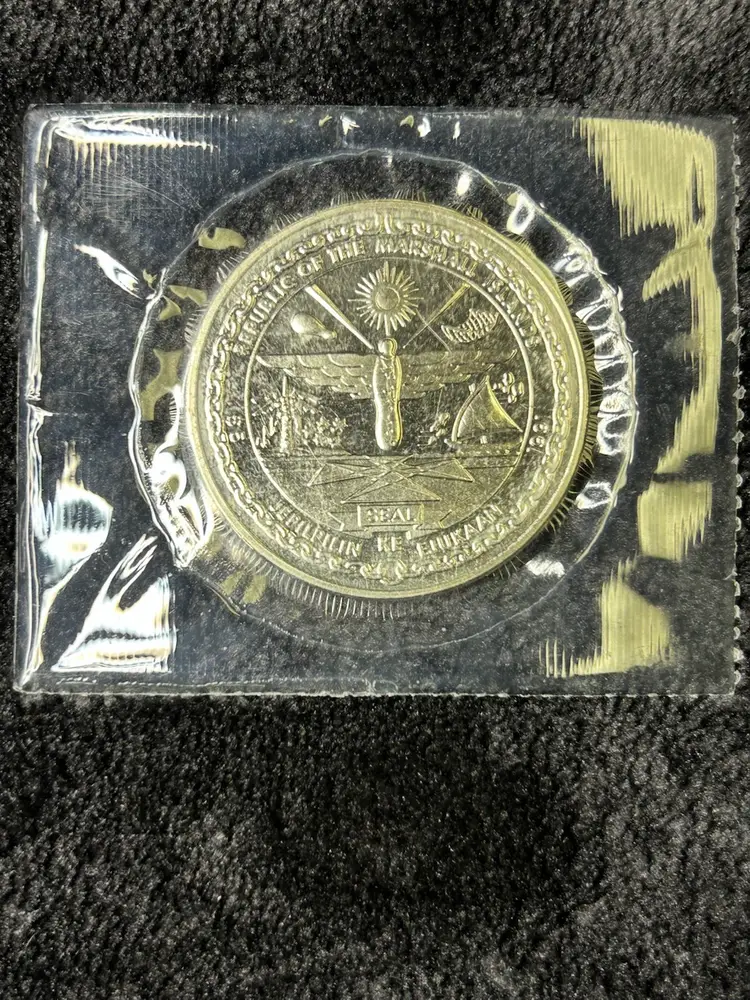 REPUBLIC OF THE MARSHALL ISLANDS
SEAL
JEPILPILIN KE EJUKAAN